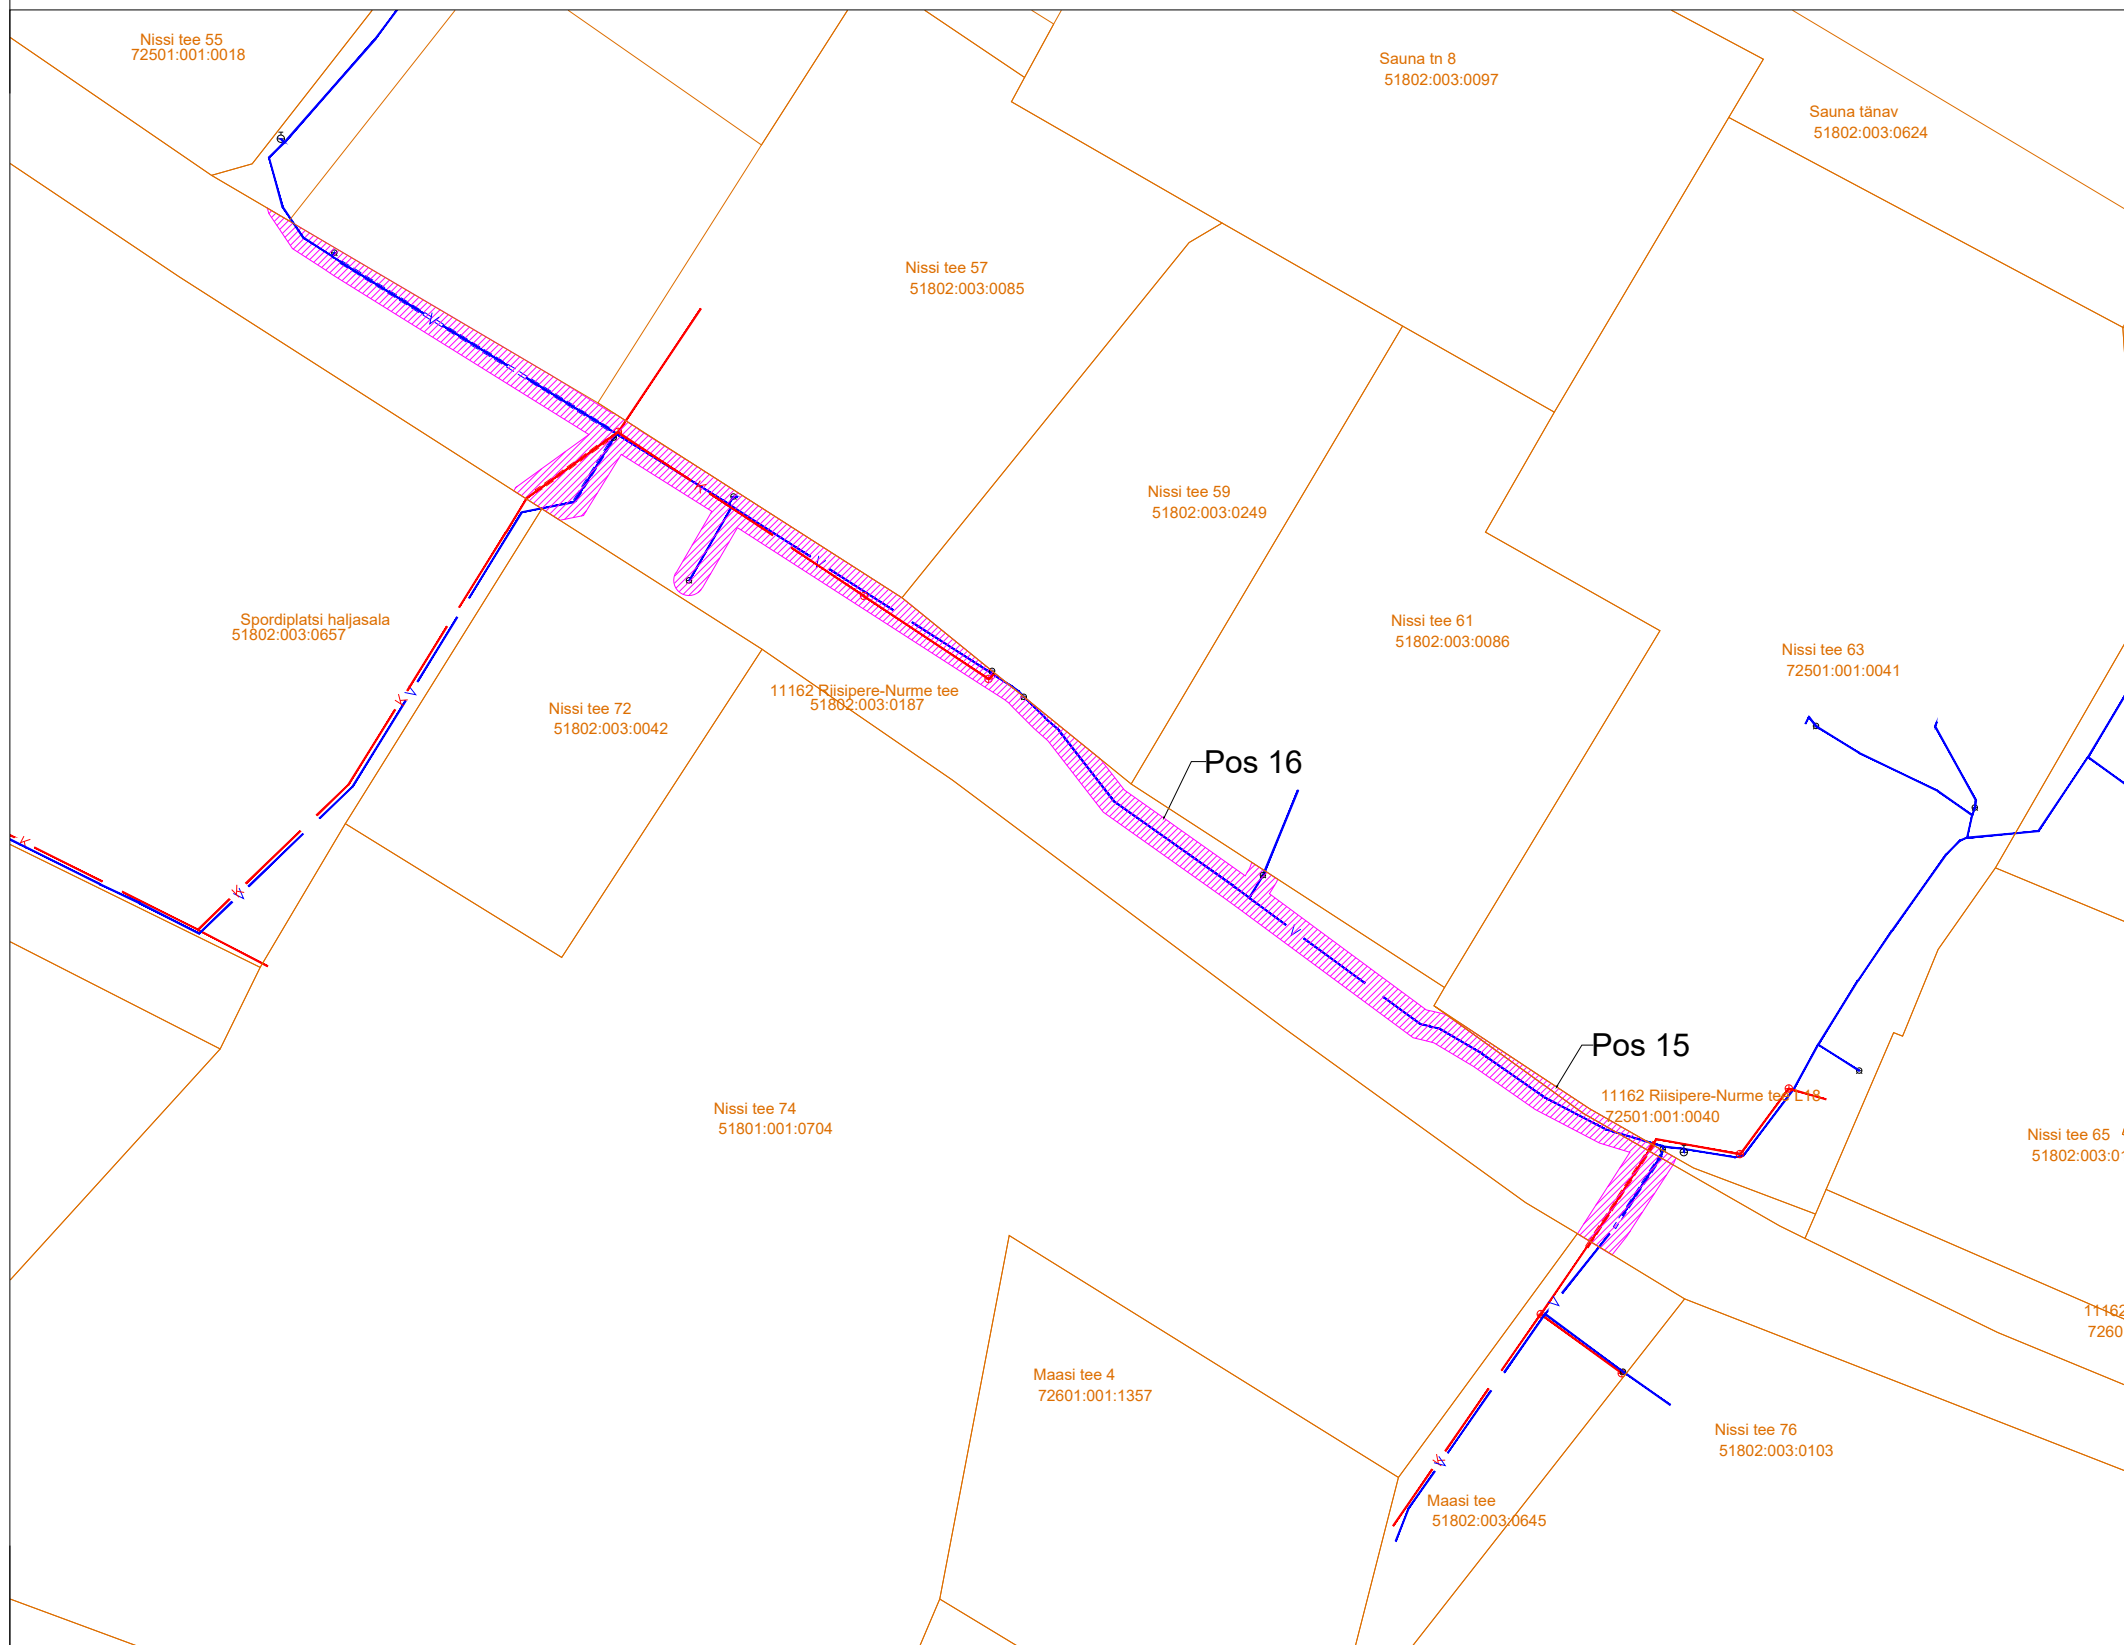 Nissi tee 55
72501:001:0018
Sauna tn 8
51802:003:0097
Sauna tänav
51802:003:0624
Nissi tee 57
51802:003:0085
Nissi tee 59
51802:003:0249
Nissi tee 61
51802:003:0086
Nissi tee 63
72501:001:0041
Spordiplatsi haljasala
51802:003:0657
Nissi tee 72
51802:003:0042
11162 Riisipere-Nurme tee
51802:003:0187
Pos 16
Pos 15
11162 Riisipere-Nurme tee L18
72501:001:0040
Nissi tee 74
51801:001:0704
Nissi tee 65
51802:003:01
11162
7260
Maasi tee 4
72601:001:1357
Nissi tee 76
51802:003:0103
Maasi tee
51802:003:0645
K
V
K
K
V
V
V
V
K
V
V
K
V